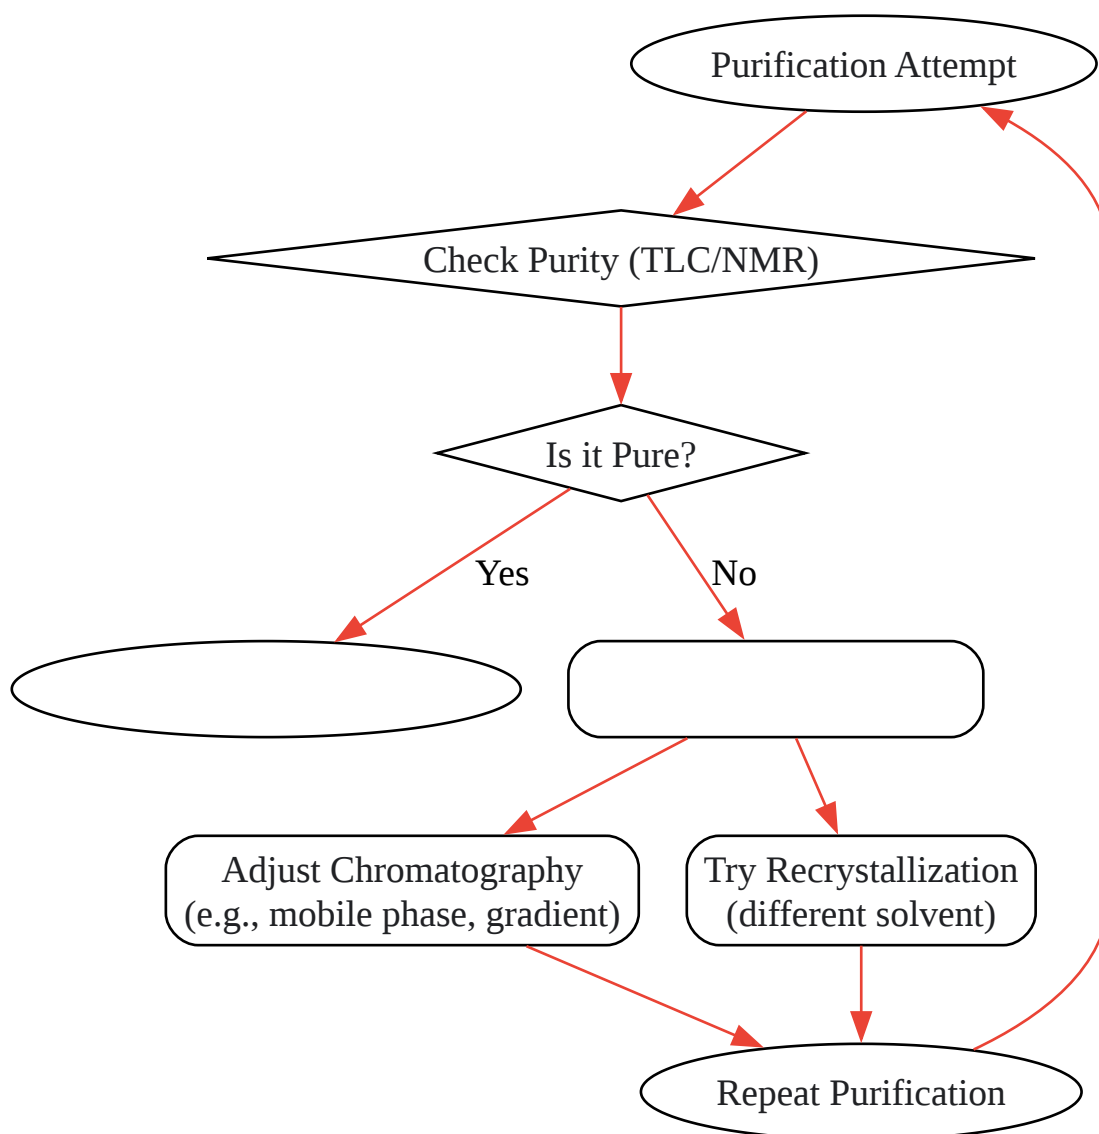 Purification Attempt
Check Purity (TLC/NMR)
Is it Pure?
Yes
No
Adjust Chromatography
(e.g., mobile phase, gradient)
Try Recrystallization
(different solvent)
Repeat Purification